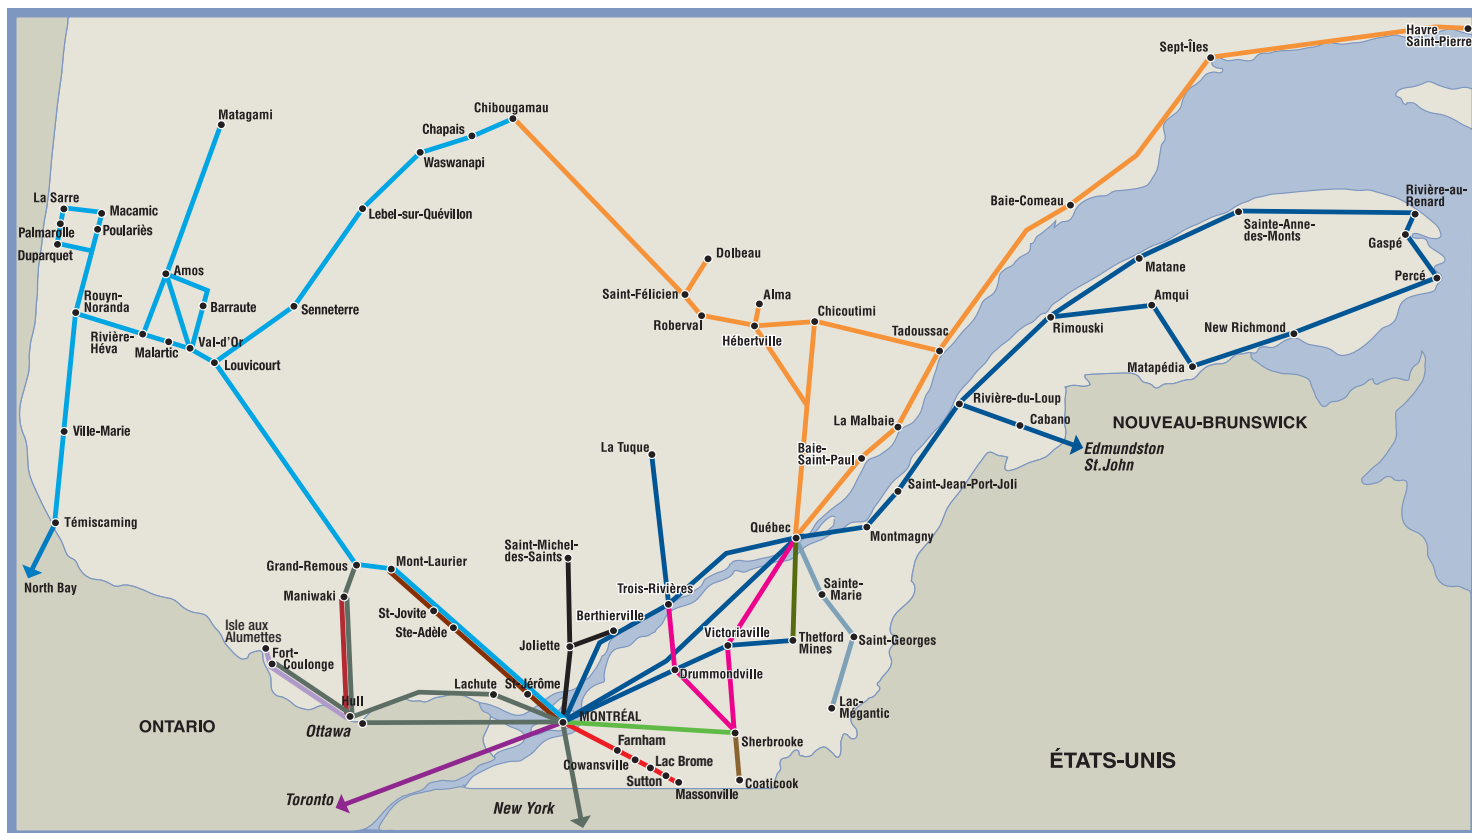 Havre
Saint-Pierre
Sept-Îles
Chibougamau
Matagami
Chapais
Waswanapi
La Sarre
Macamic
Lebel-sur-Quévillon
Baie-Comeau
Rivière-au-
Renard
Palmarolle
Poulariès
Sainte-Anne-
des-Monts
Gaspé
Duparquet
Dolbeau
Matane
Percé
Amos
Rouyn-
Noranda
Barraute
Senneterre
Saint-Félicien
Alma
Chicoutimi
Amqui
Roberval
Tadoussac
Rimouski
New Richmond
Rivière-
Héva
Malartic
Val-d'Or
Hébertville
Louvicourt
Matapédia
Rivière-du-Loup
La Malbaie
Cabano
NOUVEAU-BRUNSWICK
Ville-Marie
La Tuque
Baie-
Saint-Paul
Edmundston
St.John
Saint-Jean-Port-Joli
Témiscaming
Québec
Montmagny
Saint-Michel
des-Saints
Grand-Remous
Mont-Laurier
North Bay
Maniwaki
Trois-Rivières
Sainte-
Marie
St-Jovite
Berthierville
Isle aux
Alumettes
Ste-Adèle
Victoriaville
Thetford
Mines
Saint-Georges
Fort-
Coulonge
Joliette
Drummondville
Lachute
St-Jérôme
Hull
Lac-
Mégantic
ONTARIO
Ottawa
MONTRÉAL
Sherbrooke
Farnham
Cowansville
Lac Brome
ÉTATS-UNIS
Sutton
Coaticook
Massonville
Toronto
New York